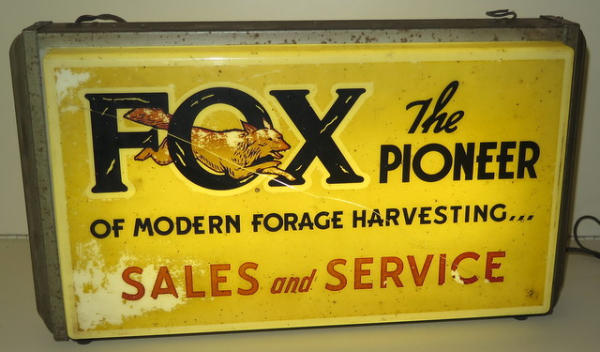 FOX The
PIONEER
OF MODERN FORAGE HARVESTING...
SALES and SERVICE